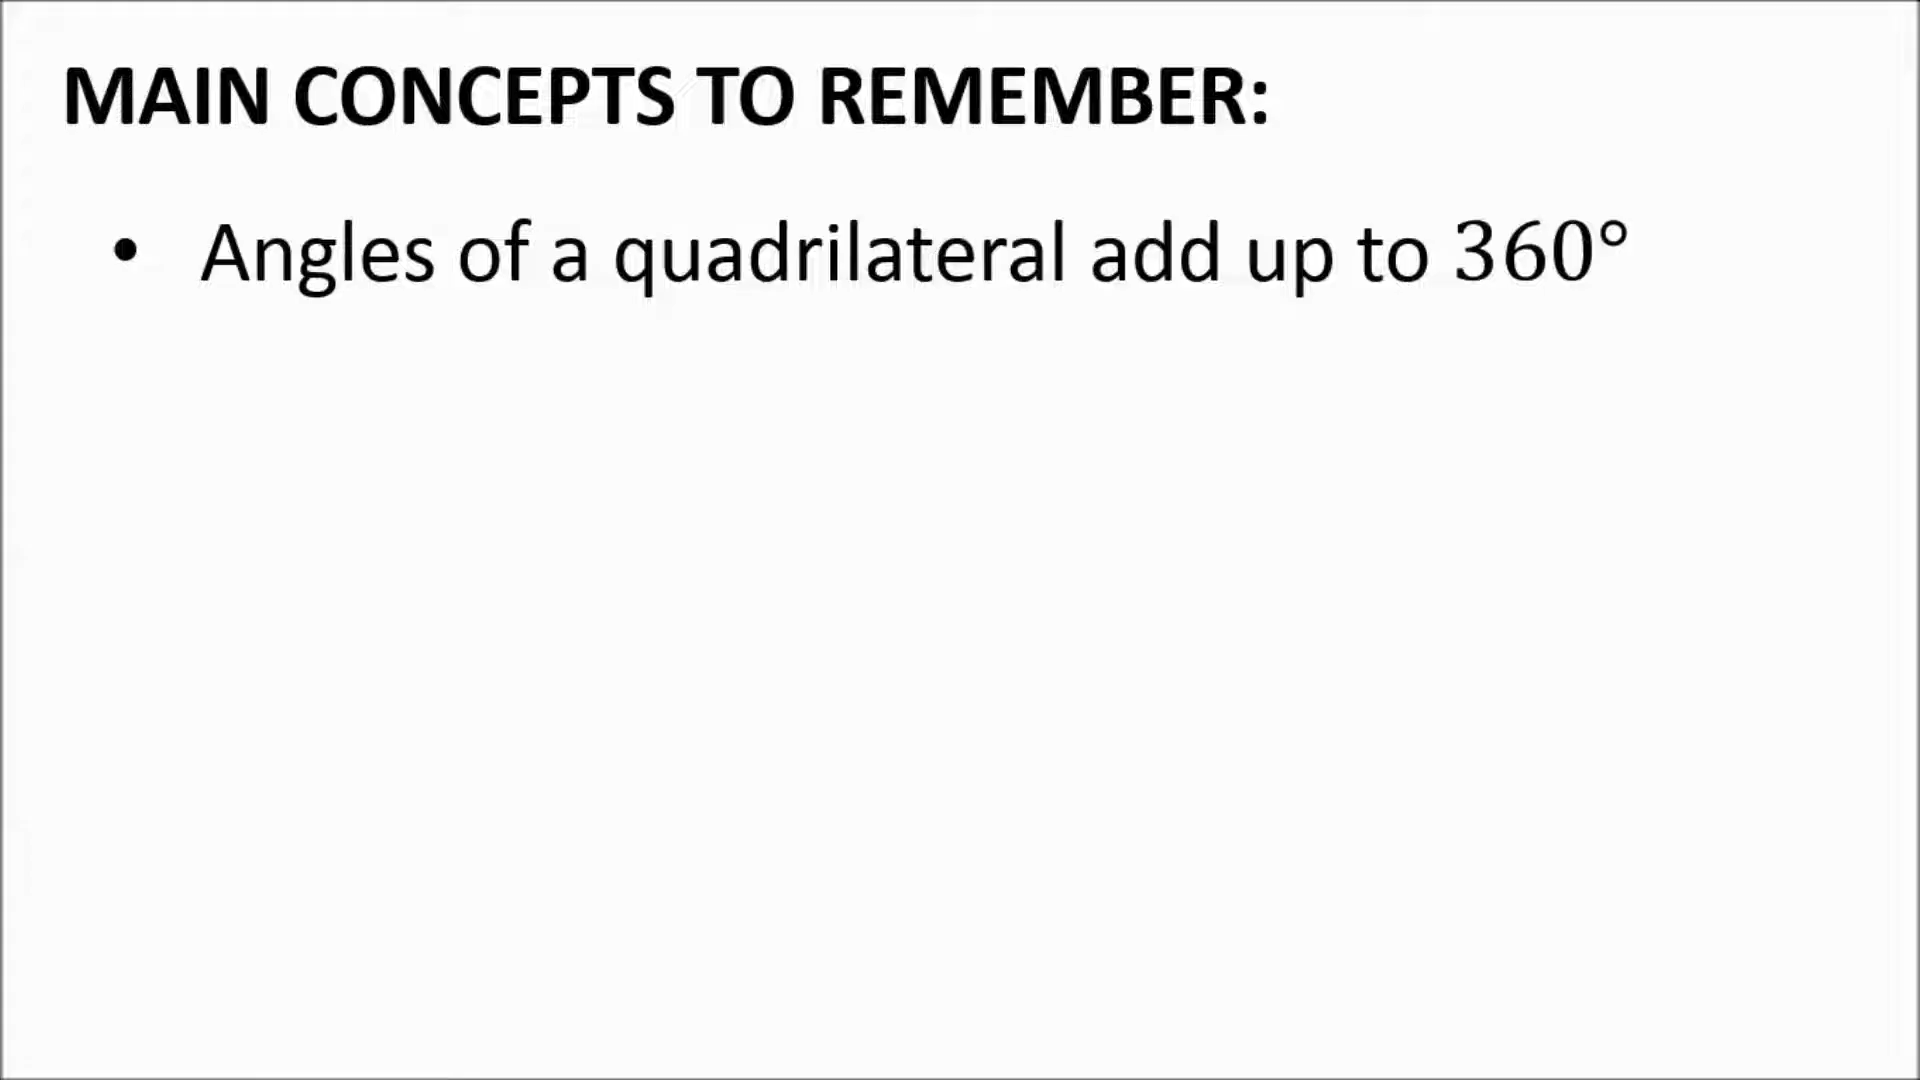 MAIN CONCEPTS TO REMEMBER:
• Angles of a quadrilateral add up to 360°